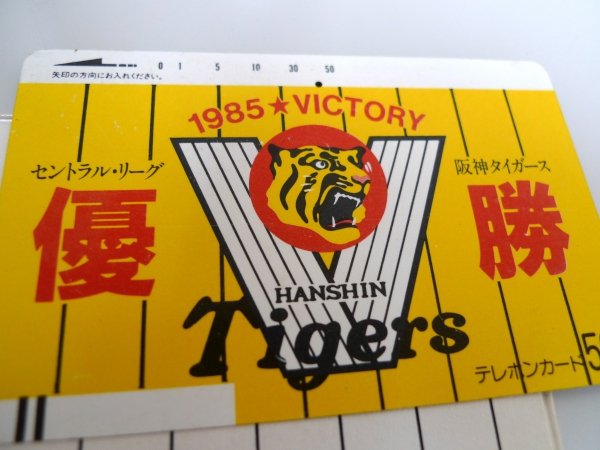 0 1 5 10 30 50
矢印の方向にお入れください。
1985★VICTORY
セントラル・リーグ
阪神タイガース
優 勝
HANSHIN
Tigers
テレホンカード